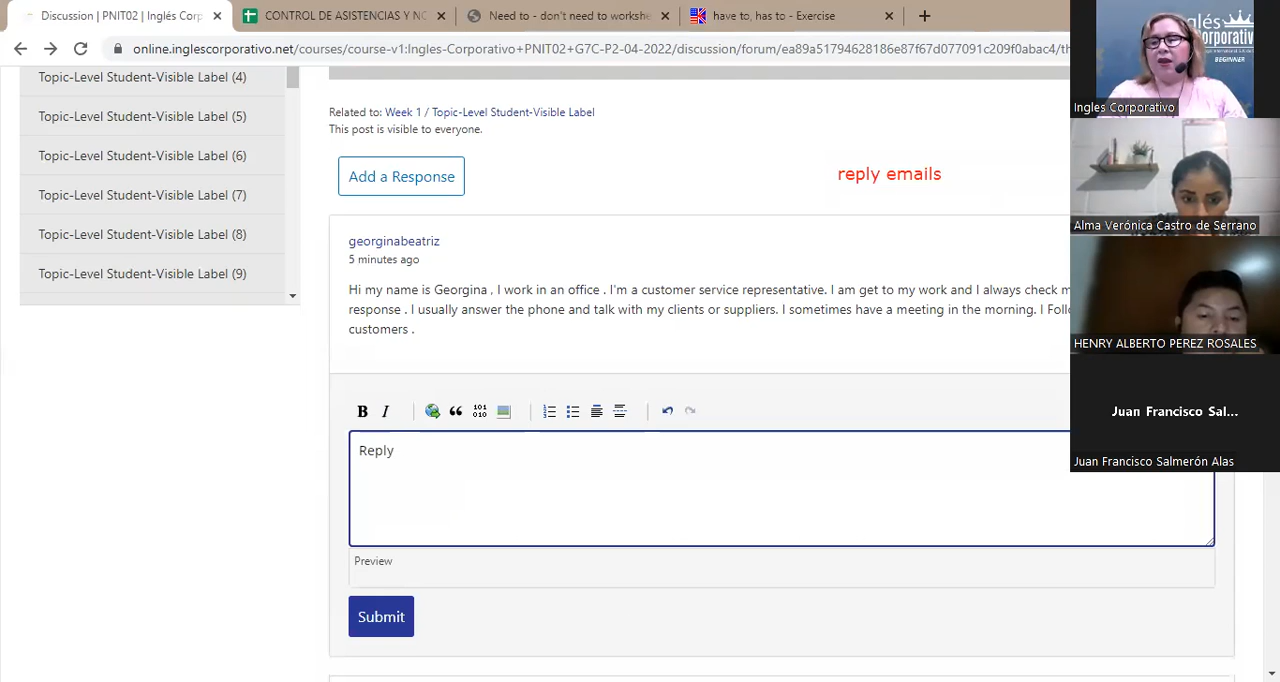 Discussion | PNIT02 | Inglés Corp
CONTROL DE ASISTENCIAS Y NO
Need to - don't need to workshe
have to, has to - Exercise
online.inglescorporativo.net/courses/course-v1:Ingles-Corporativo+PNIT02+G7C-P2-04-2022/discussion/forum/ea89a51794628186e87f67d077091c209f0abac4/th
Topic-Level Student-Visible Label (4)
Topic-Level Student-Visible Label (5)
Topic-Level Student-Visible Label (6)
Topic-Level Student-Visible Label (7)
Topic-Level Student-Visible Label (8)
Topic-Level Student-Visible Label (9)
Related to: Week 1 / Topic-Level Student-Visible Label
This post is visible to everyone.
Add a Response
reply emails
georginabeatriz
5 minutes ago
Hi my name is Georgina , I work in an office . I'm a customer service representative. I am get to my work and I always check m
response . I usually answer the phone and talk with my clients or suppliers. I sometimes have a meeting in the morning. I Follo
customers .
B I
101
010
Reply
Preview
Submit
glés
orporativo
BEGINNER
Ingles Corporativo
Alma Verónica Castro de Serrano
HENRY ALBERTO PEREZ ROSALES
Juan Francisco Sal...
Juan Francisco Salmerón Alas